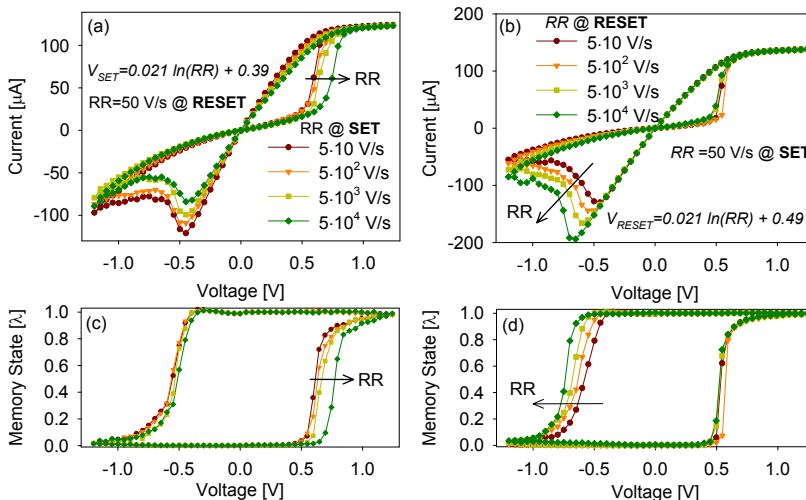 (a)
V_SET=0.021 ln(RR) + 0.39
RR=50 V/s @ RESET
RR
RR @ SET
5·10 V/s
5·10² V/s
5·10³ V/s
5·10⁴ V/s
Current [µA]
100
50
0
-50
-100
-1.0 -0.5 0.0 0.5 1.0
Voltage [V]
(b)
RR @ RESET
5·10 V/s
5·10² V/s
5·10³ V/s
5·10⁴ V/s
RR =50 V/s @ SET
RR
V_RESET=0.021 ln(RR) + 0.49
Current [µA]
200
100
0
-100
-200
-1.0 -0.5 0.0 0.5 1.0
Voltage [V]
(c)
RR
Memory State [λ]
1.0
0.8
0.6
0.4
0.2
0.0
-1.0 -0.5 0.0 0.5 1.0
Voltage [V]
(d)
RR
Memory State [λ]
1.0
0.8
0.6
0.4
0.2
0.0
-1.0 -0.5 0.0 0.5 1.0
Voltage [V]